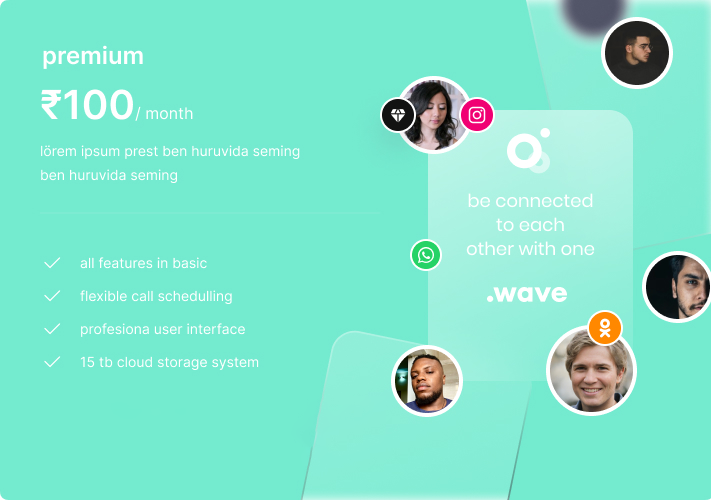 premium
₹100/ month
lörem ipsum prest ben huruvida seming
ben huruvida seming
all features in basic
flexible call schedulling
profesiona user interface
15 tb cloud storage system
be connected
to each
other with one
.wave